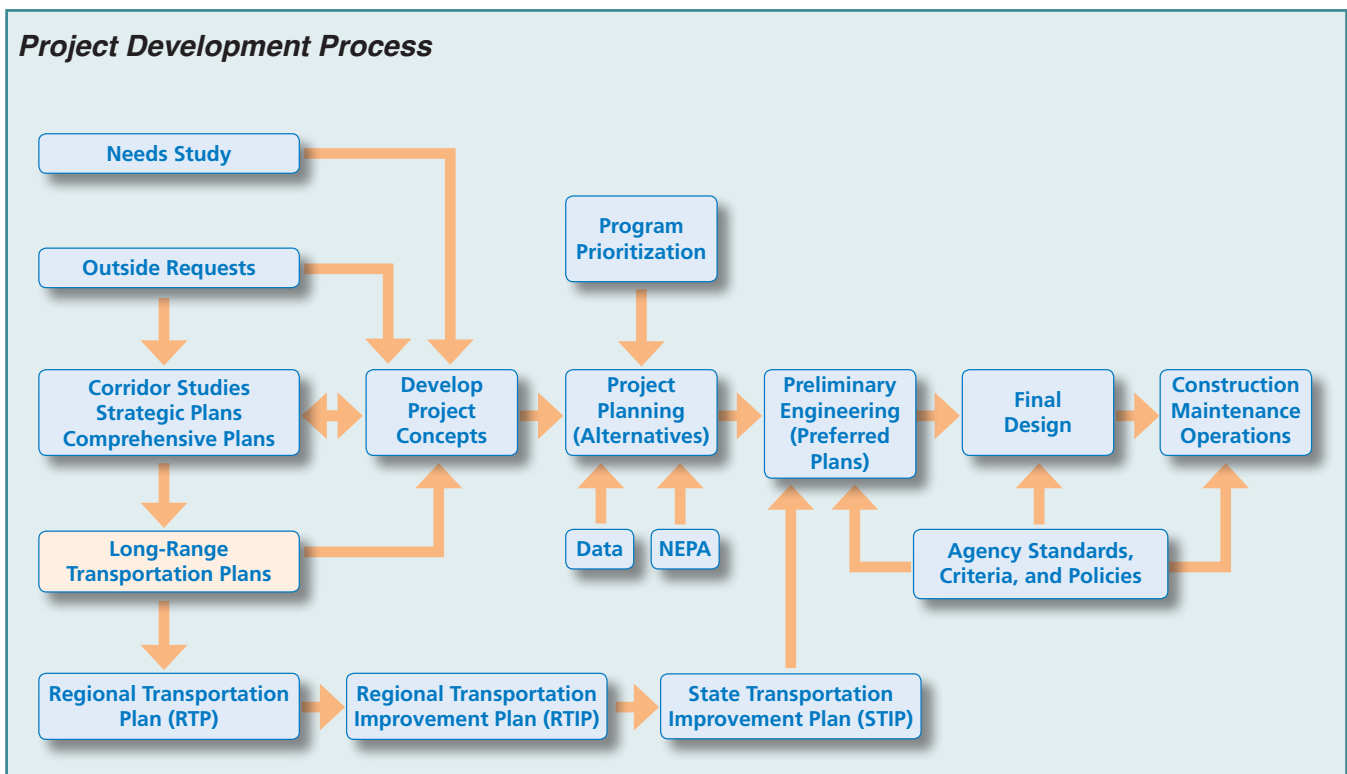 Project Development Process
Needs Study
Outside Requests
Program
Prioritization
Corridor Studies
Strategic Plans
Comprehensive Plans
Develop
Project
Concepts
Project
Planning
(Alternatives)
Preliminary
Engineering
(Preferred
Plans)
Final
Design
Construction
Maintenance
Operations
Long-Range
Transportation Plans
Data
NEPA
Agency Standards,
Criteria, and Policies
Regional Transportation
Plan (RTP)
Regional Transportation
Improvement Plan (RTIP)
State Transportation
Improvement Plan (STIP)